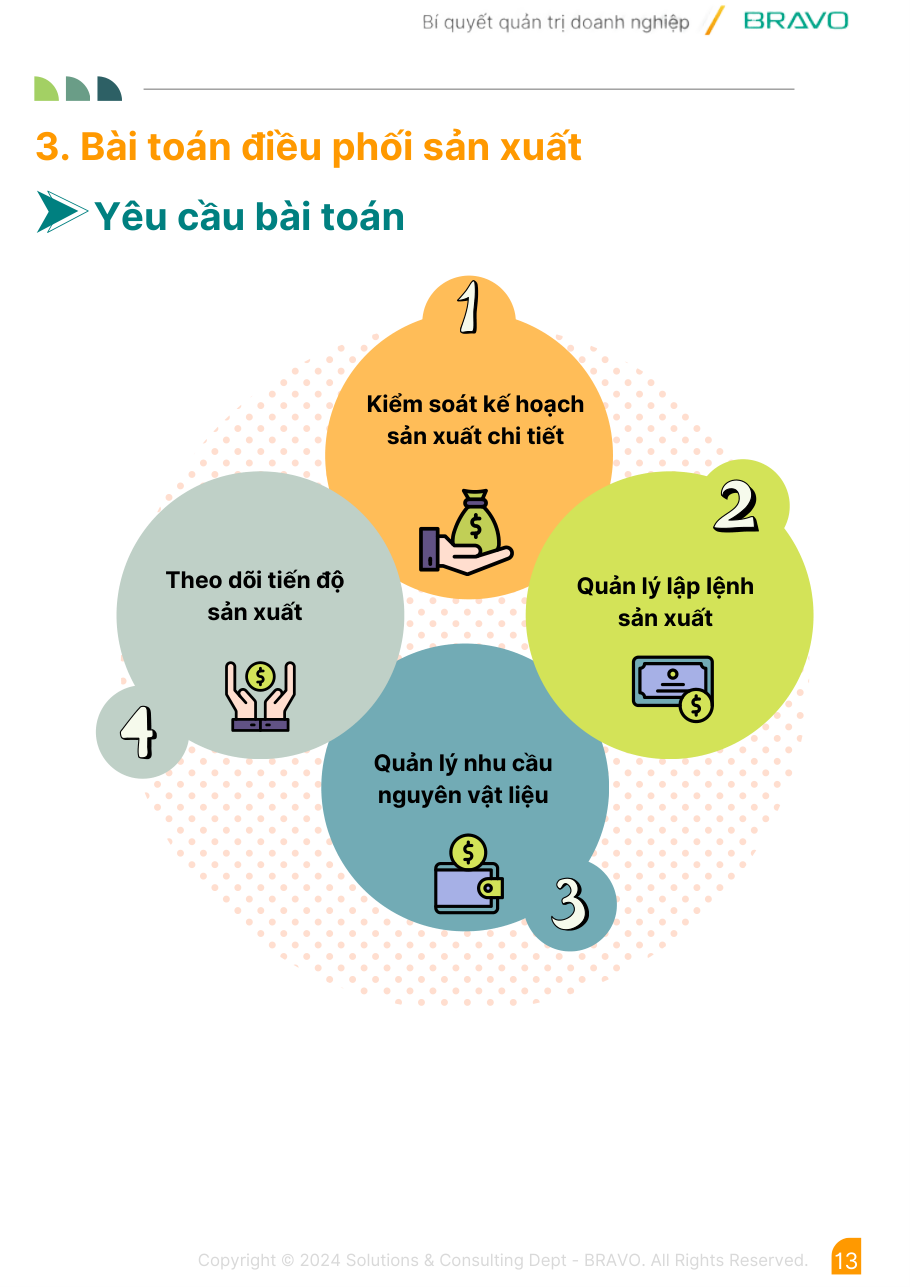 Bí quyết quản trị doanh nghiệp
BRAVO
3. Bài toán điều phối sản xuất
Yêu cầu bài toán
1
Kiểm soát kế hoạch
sản xuất chi tiết
2
Quản lý lập lệnh
sản xuất
3
Quản lý nhu cầu
nguyên vật liệu
4
Theo dõi tiến độ
sản xuất
Copyright © 2024 Solutions & Consulting Dept - BRAVO. All Rights Reserved.
13